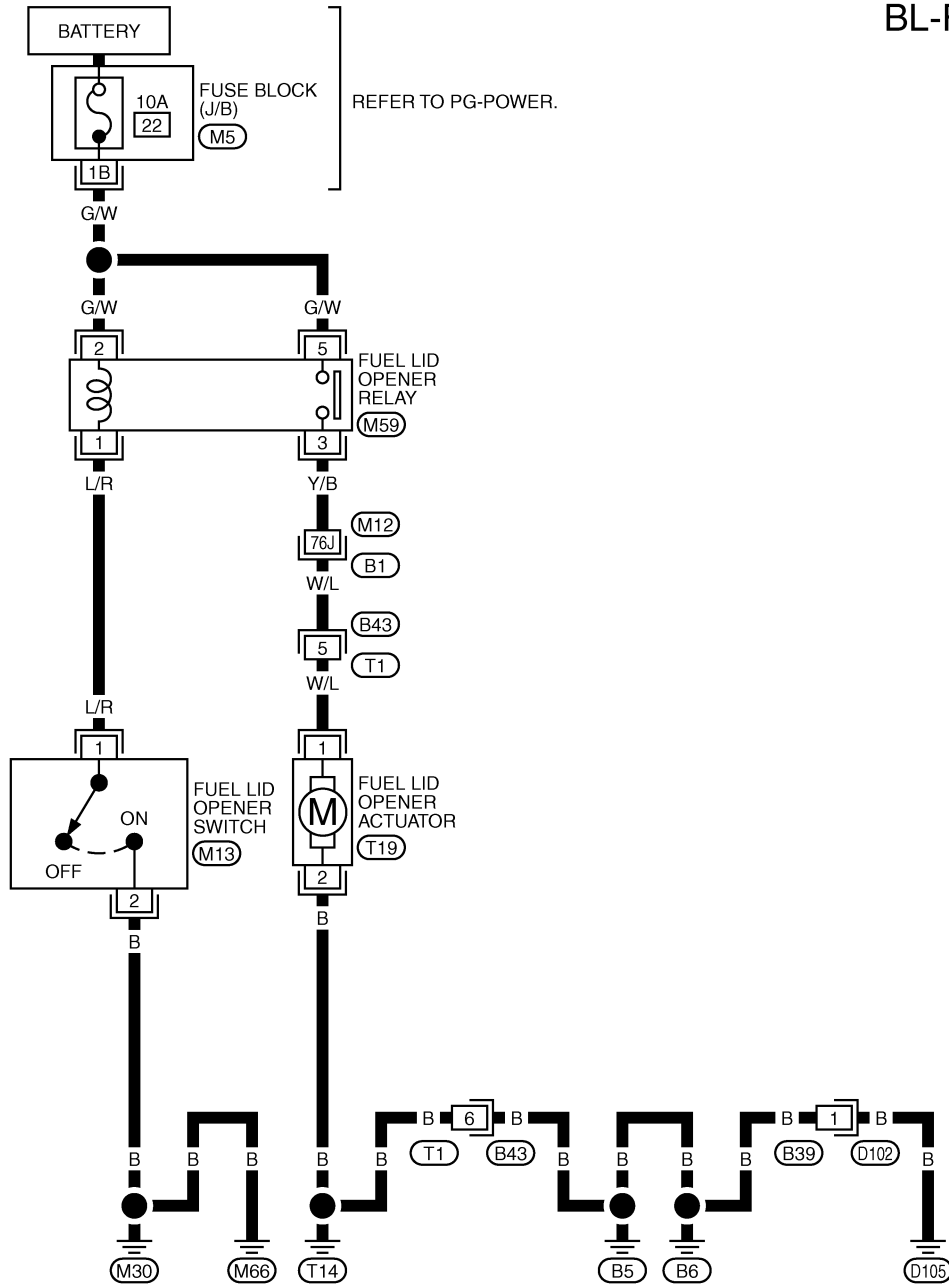 BL-F
BATTERY
10A
22
FUSE BLOCK
(J/B)
M5
REFER TO PG-POWER.
1B
G/W
G/W
G/W
2
5
FUEL LID
OPENER
RELAY
M59
1
3
L/R
Y/B
M12
76J
B1
W/L
B43
5
T1
W/L
L/R
1
1
FUEL LID
OPENER
SWITCH
M13
ON
OFF
FUEL LID
OPENER
ACTUATOR
T19
M
2
2
B
B
B
6
B
B
1
B
T1
B43
B39
D102
B
B
B
B
B
B
B
B
B
B
M30
M66
T14
B5
B6
D105